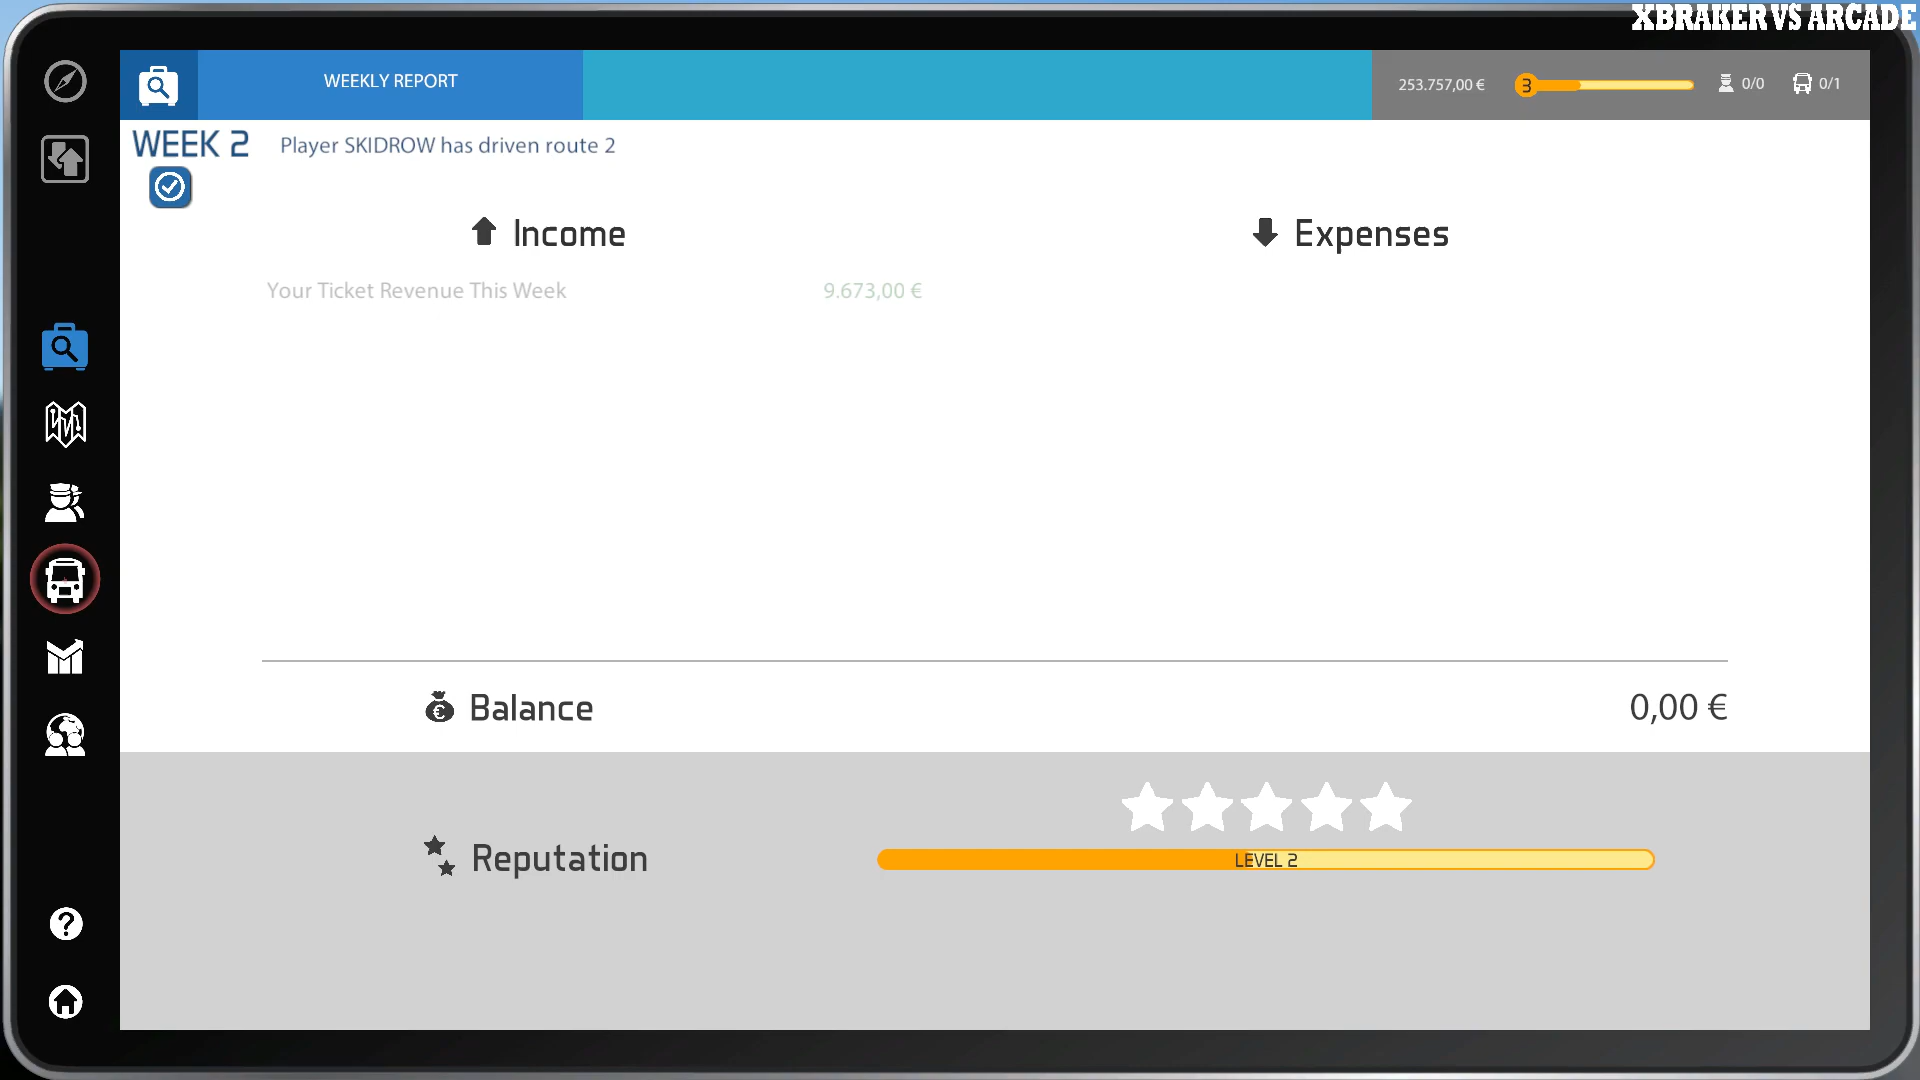 XBRAKER VS ARCADE
WEEKLY REPORT
253.757,00 €
3
0/0
0/1
WEEK 2
Player SKIDROW has driven route 2
Income
Expenses
Your Ticket Revenue This Week
9.673,00 €
Balance
0,00 €
Reputation
LEVEL 2